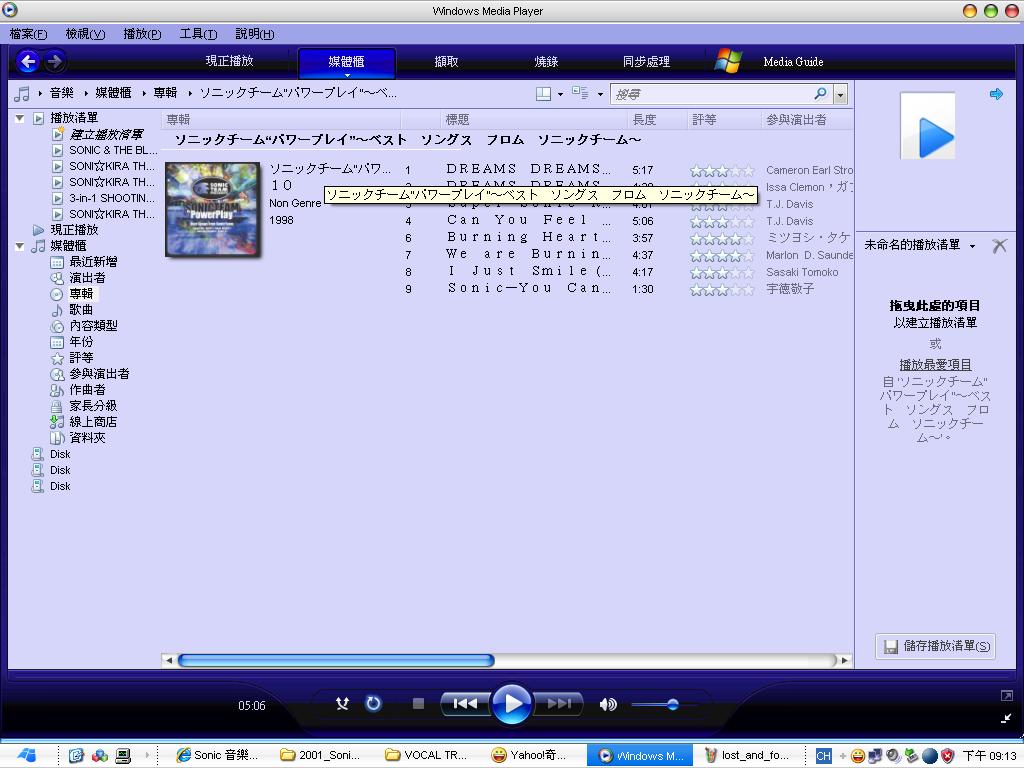 Windows Media Player
檔案(F) 檢視(V) 播放(P) 工具(T) 說明(H)
現正播放 媒體櫃 擷取 燒錄 同步處理 Media Guide
音樂 媒體櫃 專輯 ソニックチーム"パワープレイ"～ベ... 搜尋
播放清單
建立播放清單
SONIC & THE BL...
SONI☆KIRA TH...
SONI☆KIRA TH...
3-in-1 SHOOTIN...
SONI☆KIRA TH...
現正播放
媒體櫃
最近新增
演出者
專輯
歌曲
內容類型
年份
評等
參與演出者
作曲者
家長分級
線上商店
資料夾
Disk
Disk
Disk
專輯 標題 長度 評等 參與演出者
ソニックチーム"パワープレイ"～ベスト ソングス フロム ソニックチーム～
SONIC TEAM
SONICTEAM
"PowerPlay"
ソニックチーム"パワ...
１０
Non Genre
1998
1 ＤＲＥＡＭＳ ＤＲＥＡＭＳ... 5:17 Cameron Earl Stro
ＤＲＥＡＭＳ ＤＲＥＡＭＳ... Issa Clemon，ガブ
ソニックチーム"パワープレイ"～ベスト ソングス フロム ソニックチーム～
T.J. Davis
4 Ｃａｎ Ｙｏｕ Ｆｅｅｌ 5:06 T.J. Davis
6 Ｂｕｒｎｉｎｇ Ｈｅａｒｔ... 3:57 ミツヨシ・タケ
7 Ｗｅ ａｒｅ Ｂｕｒｎｉｎ... 4:37 Marlon D. Saunde
8 Ｉ Ｊｕｓｔ Ｓｍｉｌｅ（... 4:17 Sasaki Tomoko
9 Ｓｏｎｉｃ－Ｙｏｕ Ｃａｎ... 1:30 宇徳敬子
未命名的播放清單
拖曳此處的項目
以建立播放清單
或
播放最愛項目
自 'ソニックチーム"
パワープレイ"～ベス
ト ソングス フロ
ム ソニックチー
ム～'。
儲存播放清單(S)
05:06
Sonic 音樂... 2001_Soni... VOCAL TR... Yahoo!奇... Windows M... lost_and_fo... CH 下午 09:13